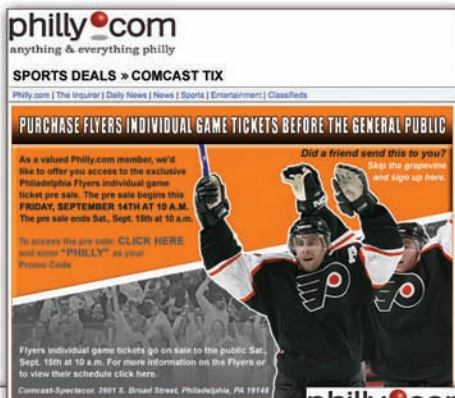 philly.com
anything & everything philly
SPORTS DEALS » COMCAST TIX
Philly.com | The Inquirer | Daily News | News | Sports | Entertainment | Classifieds
PURCHASE FLYERS INDIVIDUAL GAME TICKETS BEFORE THE GENERAL PUBLIC
Did a friend send this to you?
Skip the grapevine
and sign up here.
As a valued Philly.com member, we'd
like to offer you access to the exclusive
Philadelphia Flyers individual game
ticket pre sale. The pre sale begins this
FRIDAY, SEPTEMBER 14TH AT 10 A.M.
The pre sale ends Sat., Sept. 15th at 10 a.m.
To access the pre sale: CLICK HERE
and enter "PHILLY" as your
Promo Code
Flyers individual game tickets go on sale to the public Sat.,
Sept. 15th at 10 a.m. For more information on the Flyers or
to view their schedule click here.
Comcast-Spectacor. 3601 S. Broad Street, Philadelphia, PA 19148
philly.com